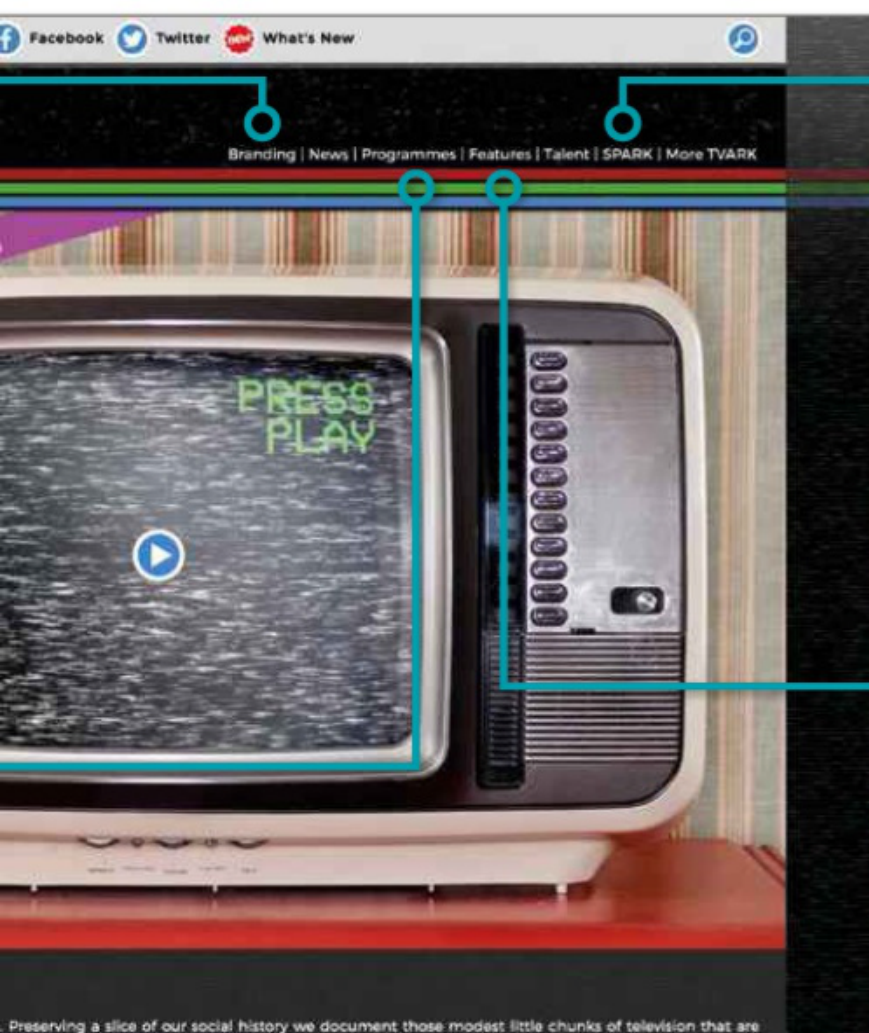 Facebook Twitter new What's New
Branding | News | Programmes | Features | Talent | SPARK | More TVARK
PRESS
PLAY
. Preserving a slice of our social history we document those modest little chunks of television that are